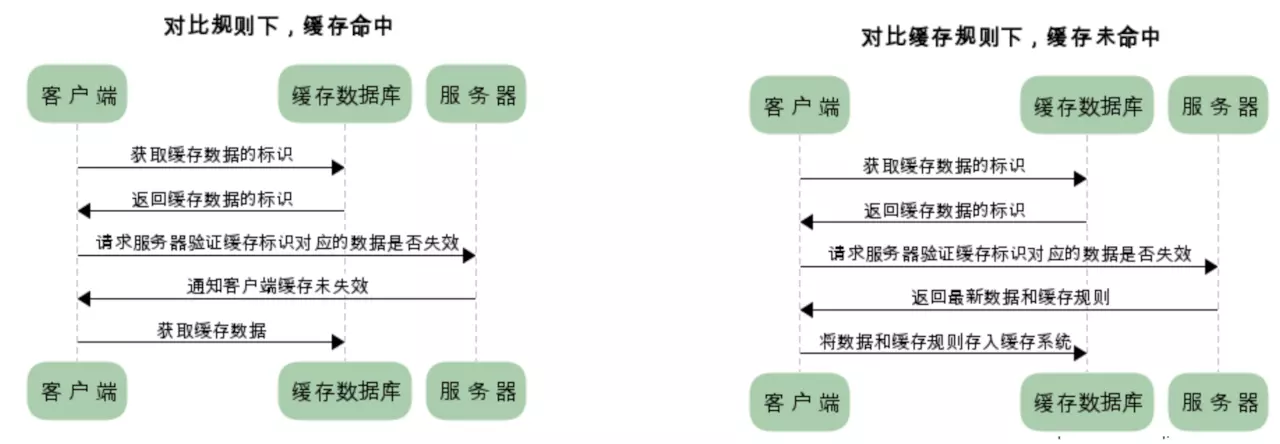 对比规则下，缓存命中
客户端
缓存数据库
服务器
获取缓存数据的标识
返回缓存数据的标识
请求服务器验证缓存标识对应的数据是否失效
通知客户端缓存未失效
获取缓存数据
客户端
缓存数据库
服务器
对比缓存规则下，缓存未命中
客户端
缓存数据库
服务器
获取缓存数据的标识
返回缓存数据的标识
请求服务器验证缓存标识对应的数据是否失效
返回最新数据和缓存规则
将数据和缓存规则存入缓存系统
客户端
缓存数据库
服务器